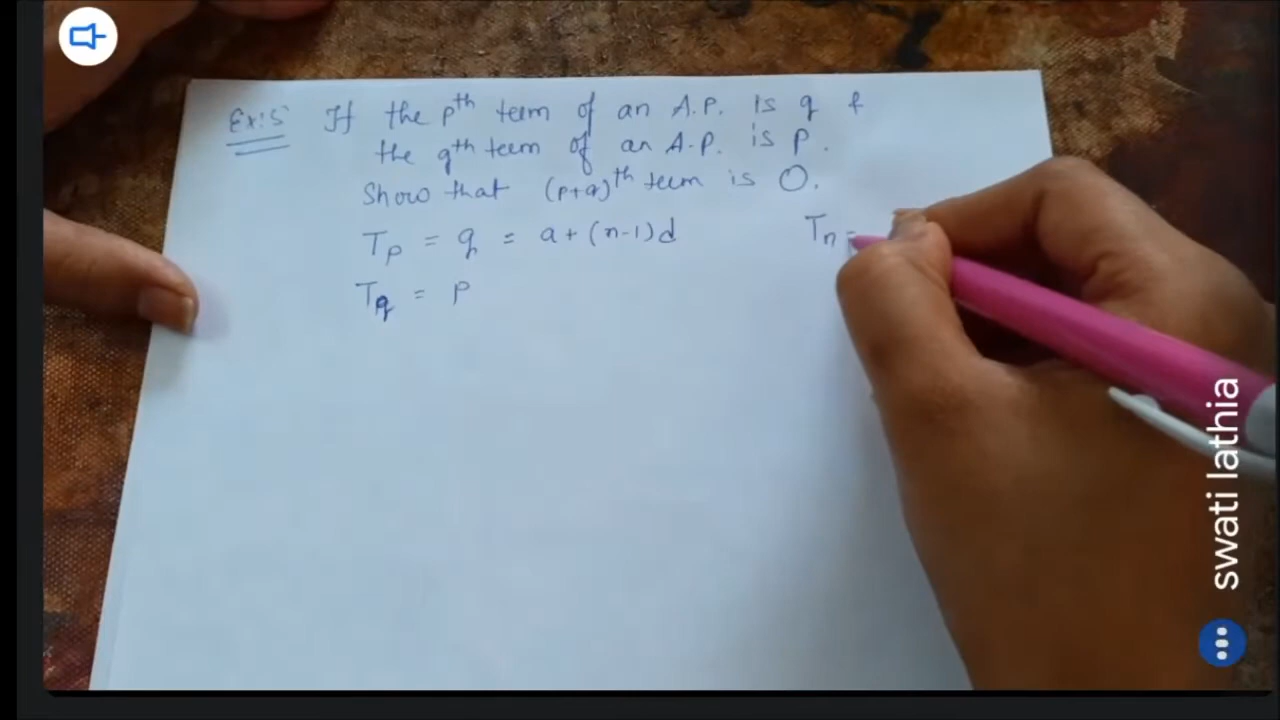 Ex:5 If the pth term of an A.P. is q &
the qth term of an A.P. is p.
Show that (p+q)th term is 0.
Tp = q = a + (n-1)d Tn =
Tq = p
swati lathia